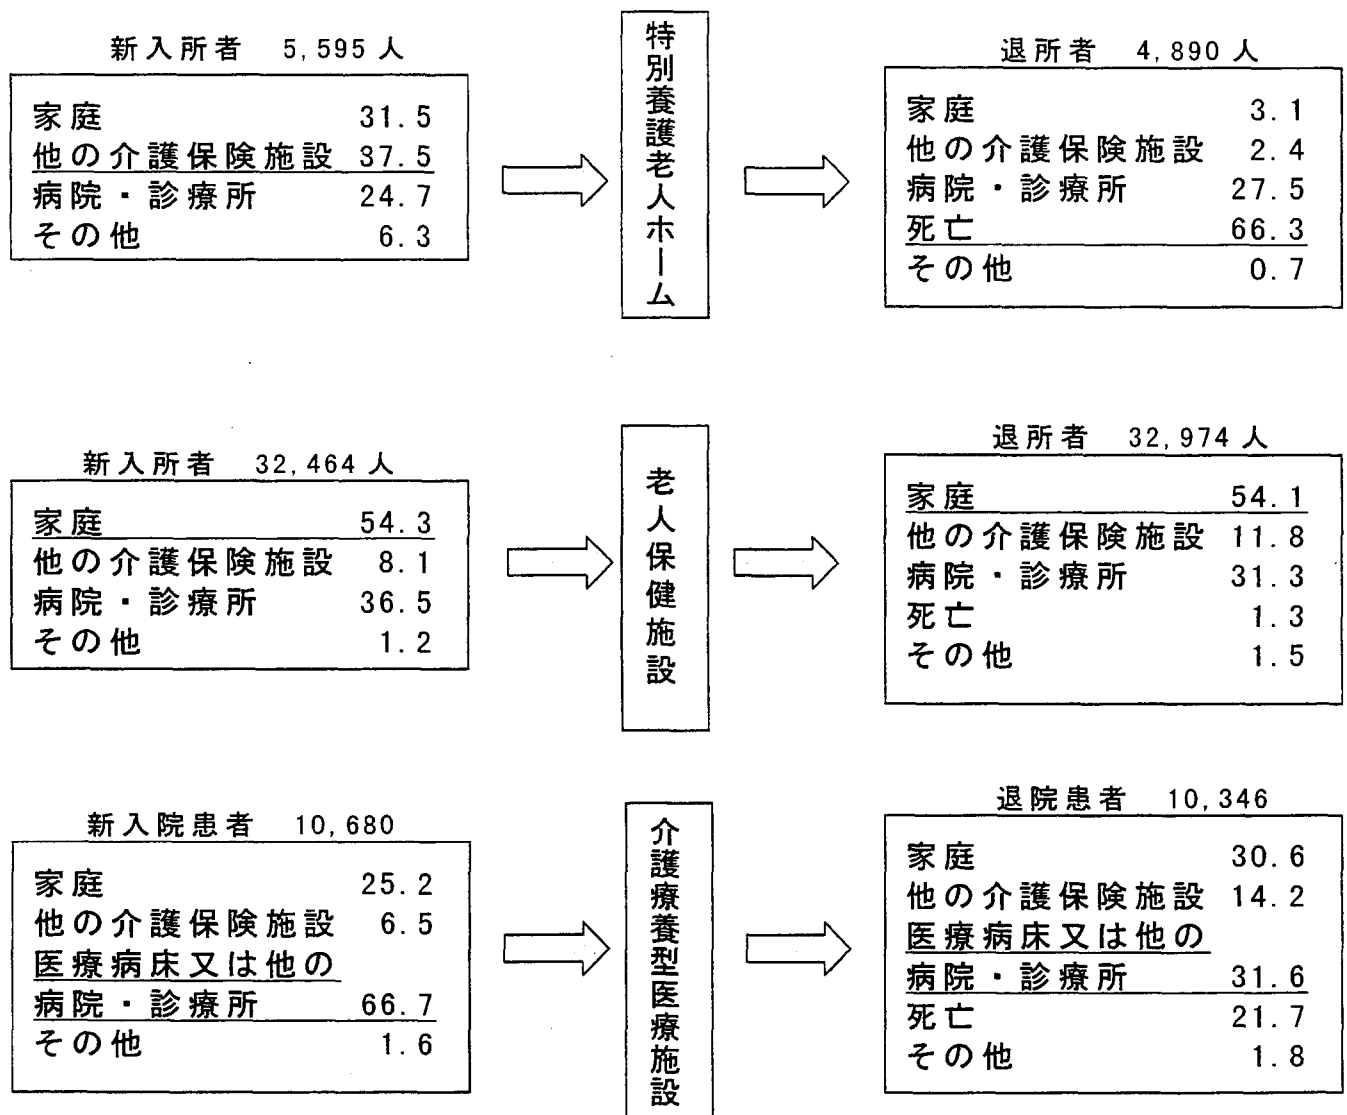 新入所者 5,595人
家庭 31.5
他の介護保険施設 37.5
病院・診療所 24.7
その他 6.3
特別養護老人ホーム
退所者 4,890人
家庭 3.1
他の介護保険施設 2.4
病院・診療所 27.5
死亡 66.3
その他 0.7
新入所者 32,464人
家庭 54.3
他の介護保険施設 8.1
病院・診療所 36.5
その他 1.2
老人保健施設
退所者 32,974人
家庭 54.1
他の介護保険施設 11.8
病院・診療所 31.3
死亡 1.3
その他 1.5
新入院患者 10,680
家庭 25.2
他の介護保険施設 6.5
医療病床又は他の
病院・診療所 66.7
その他 1.6
介護療養型医療施設
退院患者 10,346
家庭 30.6
他の介護保険施設 14.2
医療病床又は他の
病院・診療所 31.6
死亡 21.7
その他 1.8